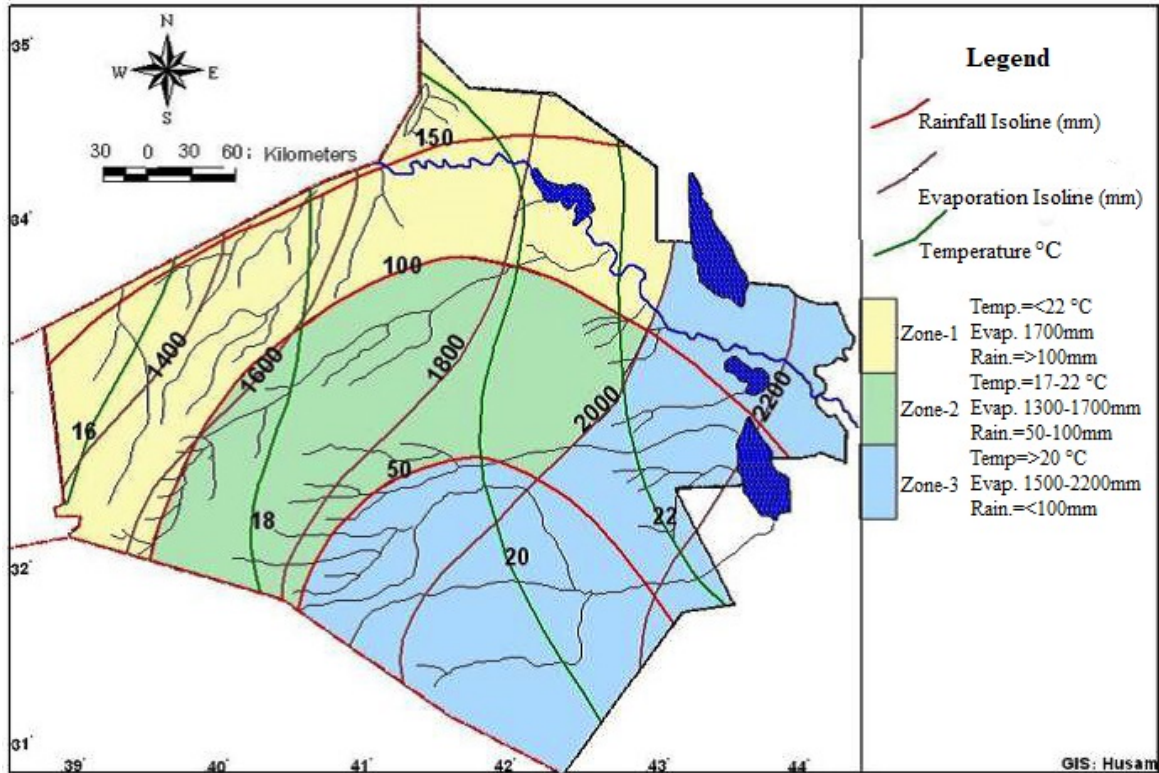 N
W E
S
30 0 30 60 : Kilometers
35
34
33
32
31
39
40
41
42
43
44
150
100
50
1400
1600
1800
2000
2200
16
18
20
22
Legend
Rainfall Isoline (mm)
Evaporation Isoline (mm)
Temperature °C
Zone-1
Temp.=<22 °C
Evap. 1700mm
Rain.=>100mm
Zone-2
Temp.=17-22 °C
Evap. 1300-1700mm
Rain.=50-100mm
Zone-3
Temp=>20 °C
Evap. 1500-2200mm
Rain.=<100mm
GIS: Husam